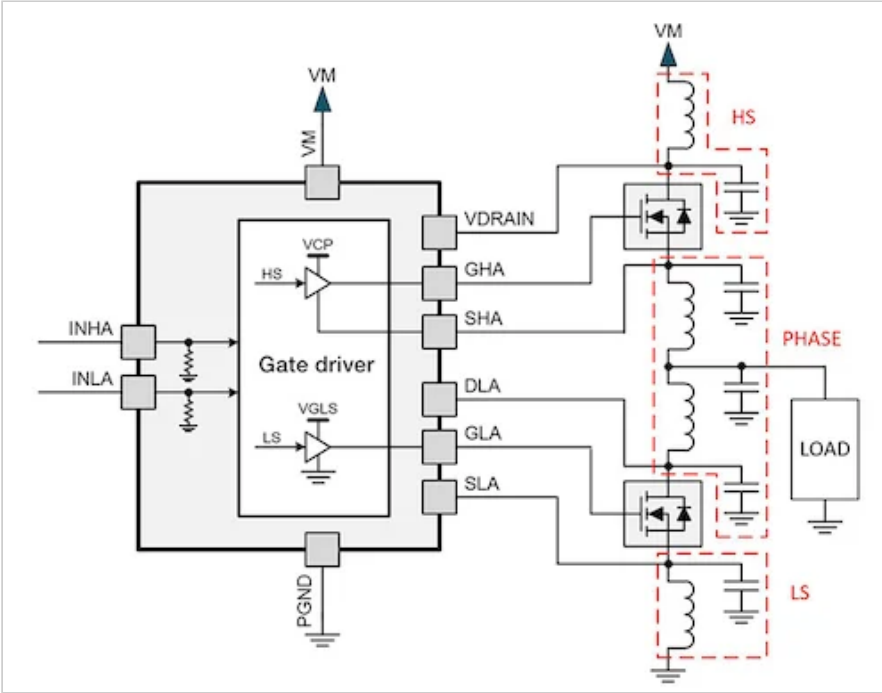 VM
VM
VM
HS
VDRAIN
VCP
HS
GHA
INHA
SHA
PHASE
Gate driver
INLA
DLA
VGLS
LS
GLA
LOAD
SLA
PGND
LS